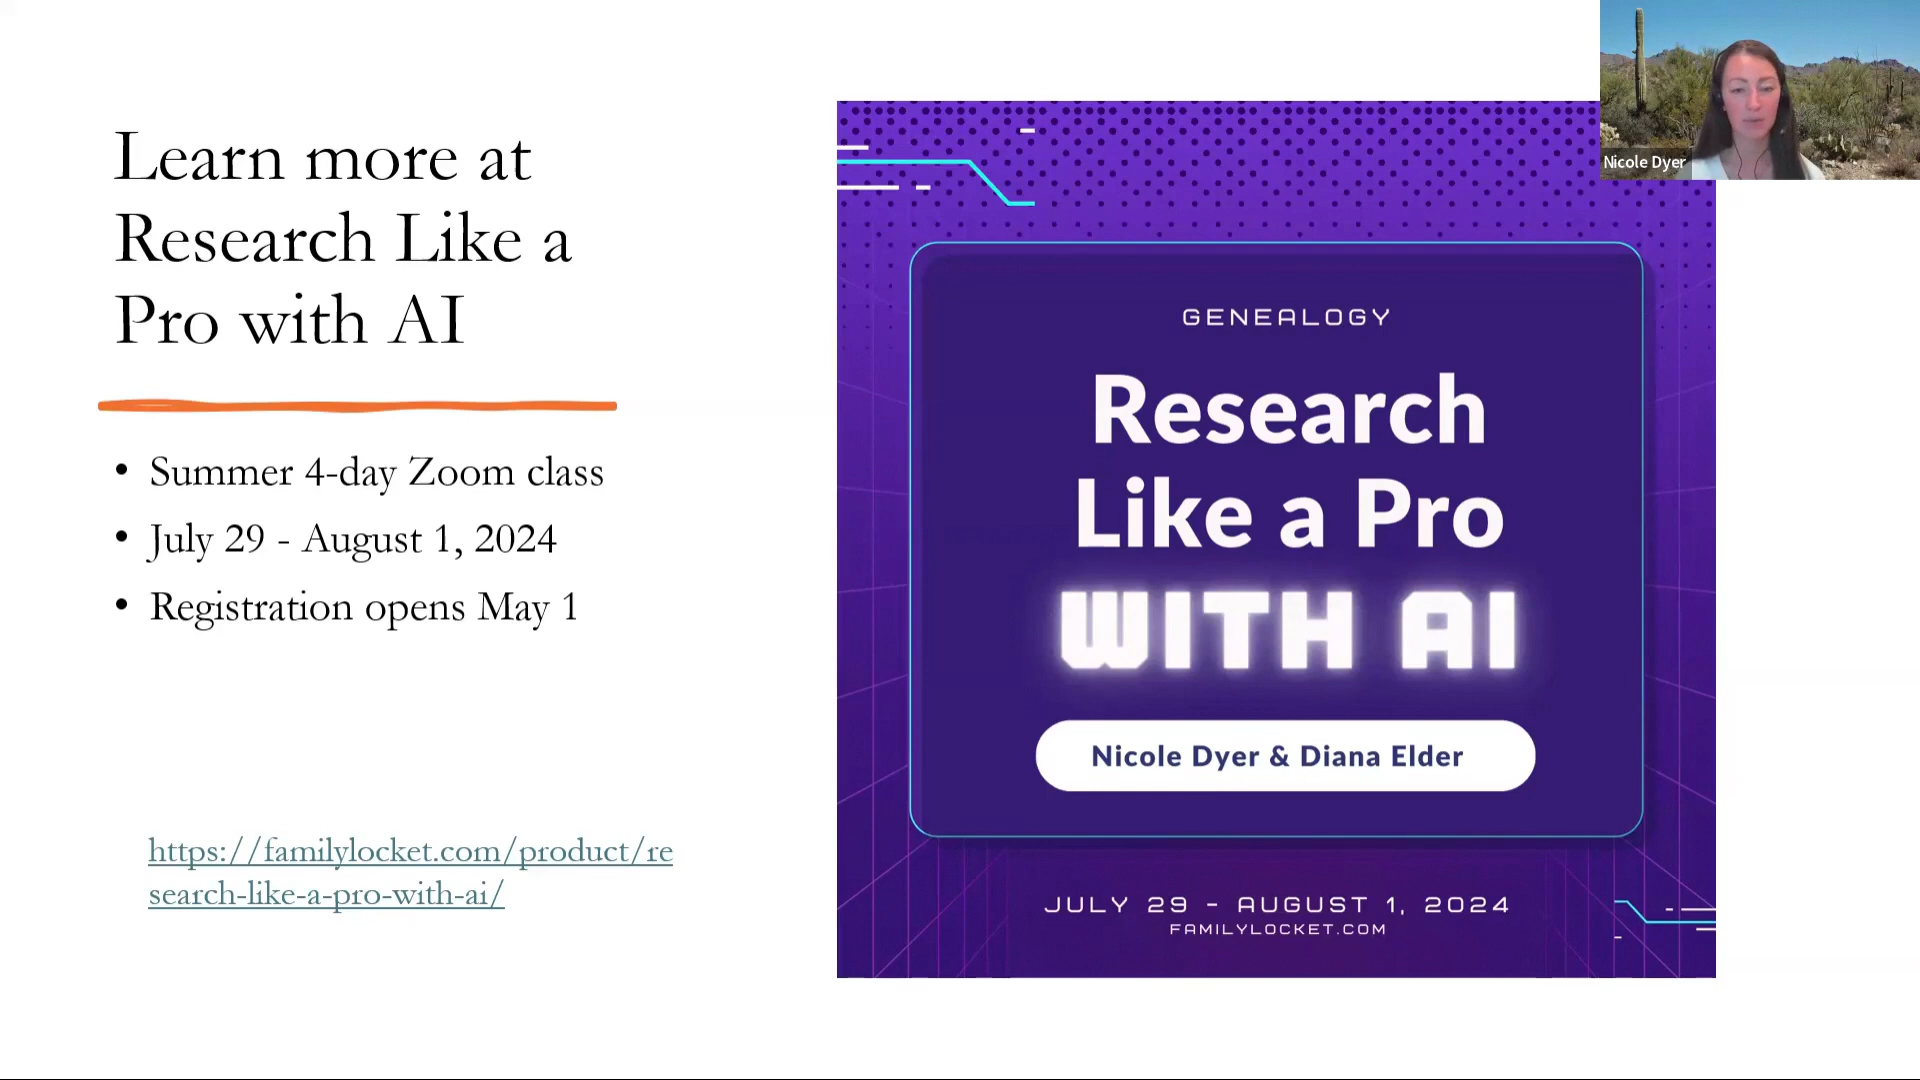 Learn more at
Research Like a
Pro with AI
• Summer 4-day Zoom class
• July 29 - August 1, 2024
• Registration opens May 1
https://familylocket.com/product/re
search-like-a-pro-with-ai/
GENEALOGY
Research
Like a Pro
WITH AI
Nicole Dyer & Diana Elder
JULY 29 - AUGUST 1, 2024
FAMILYLOCKET.COM
Nicole Dyer